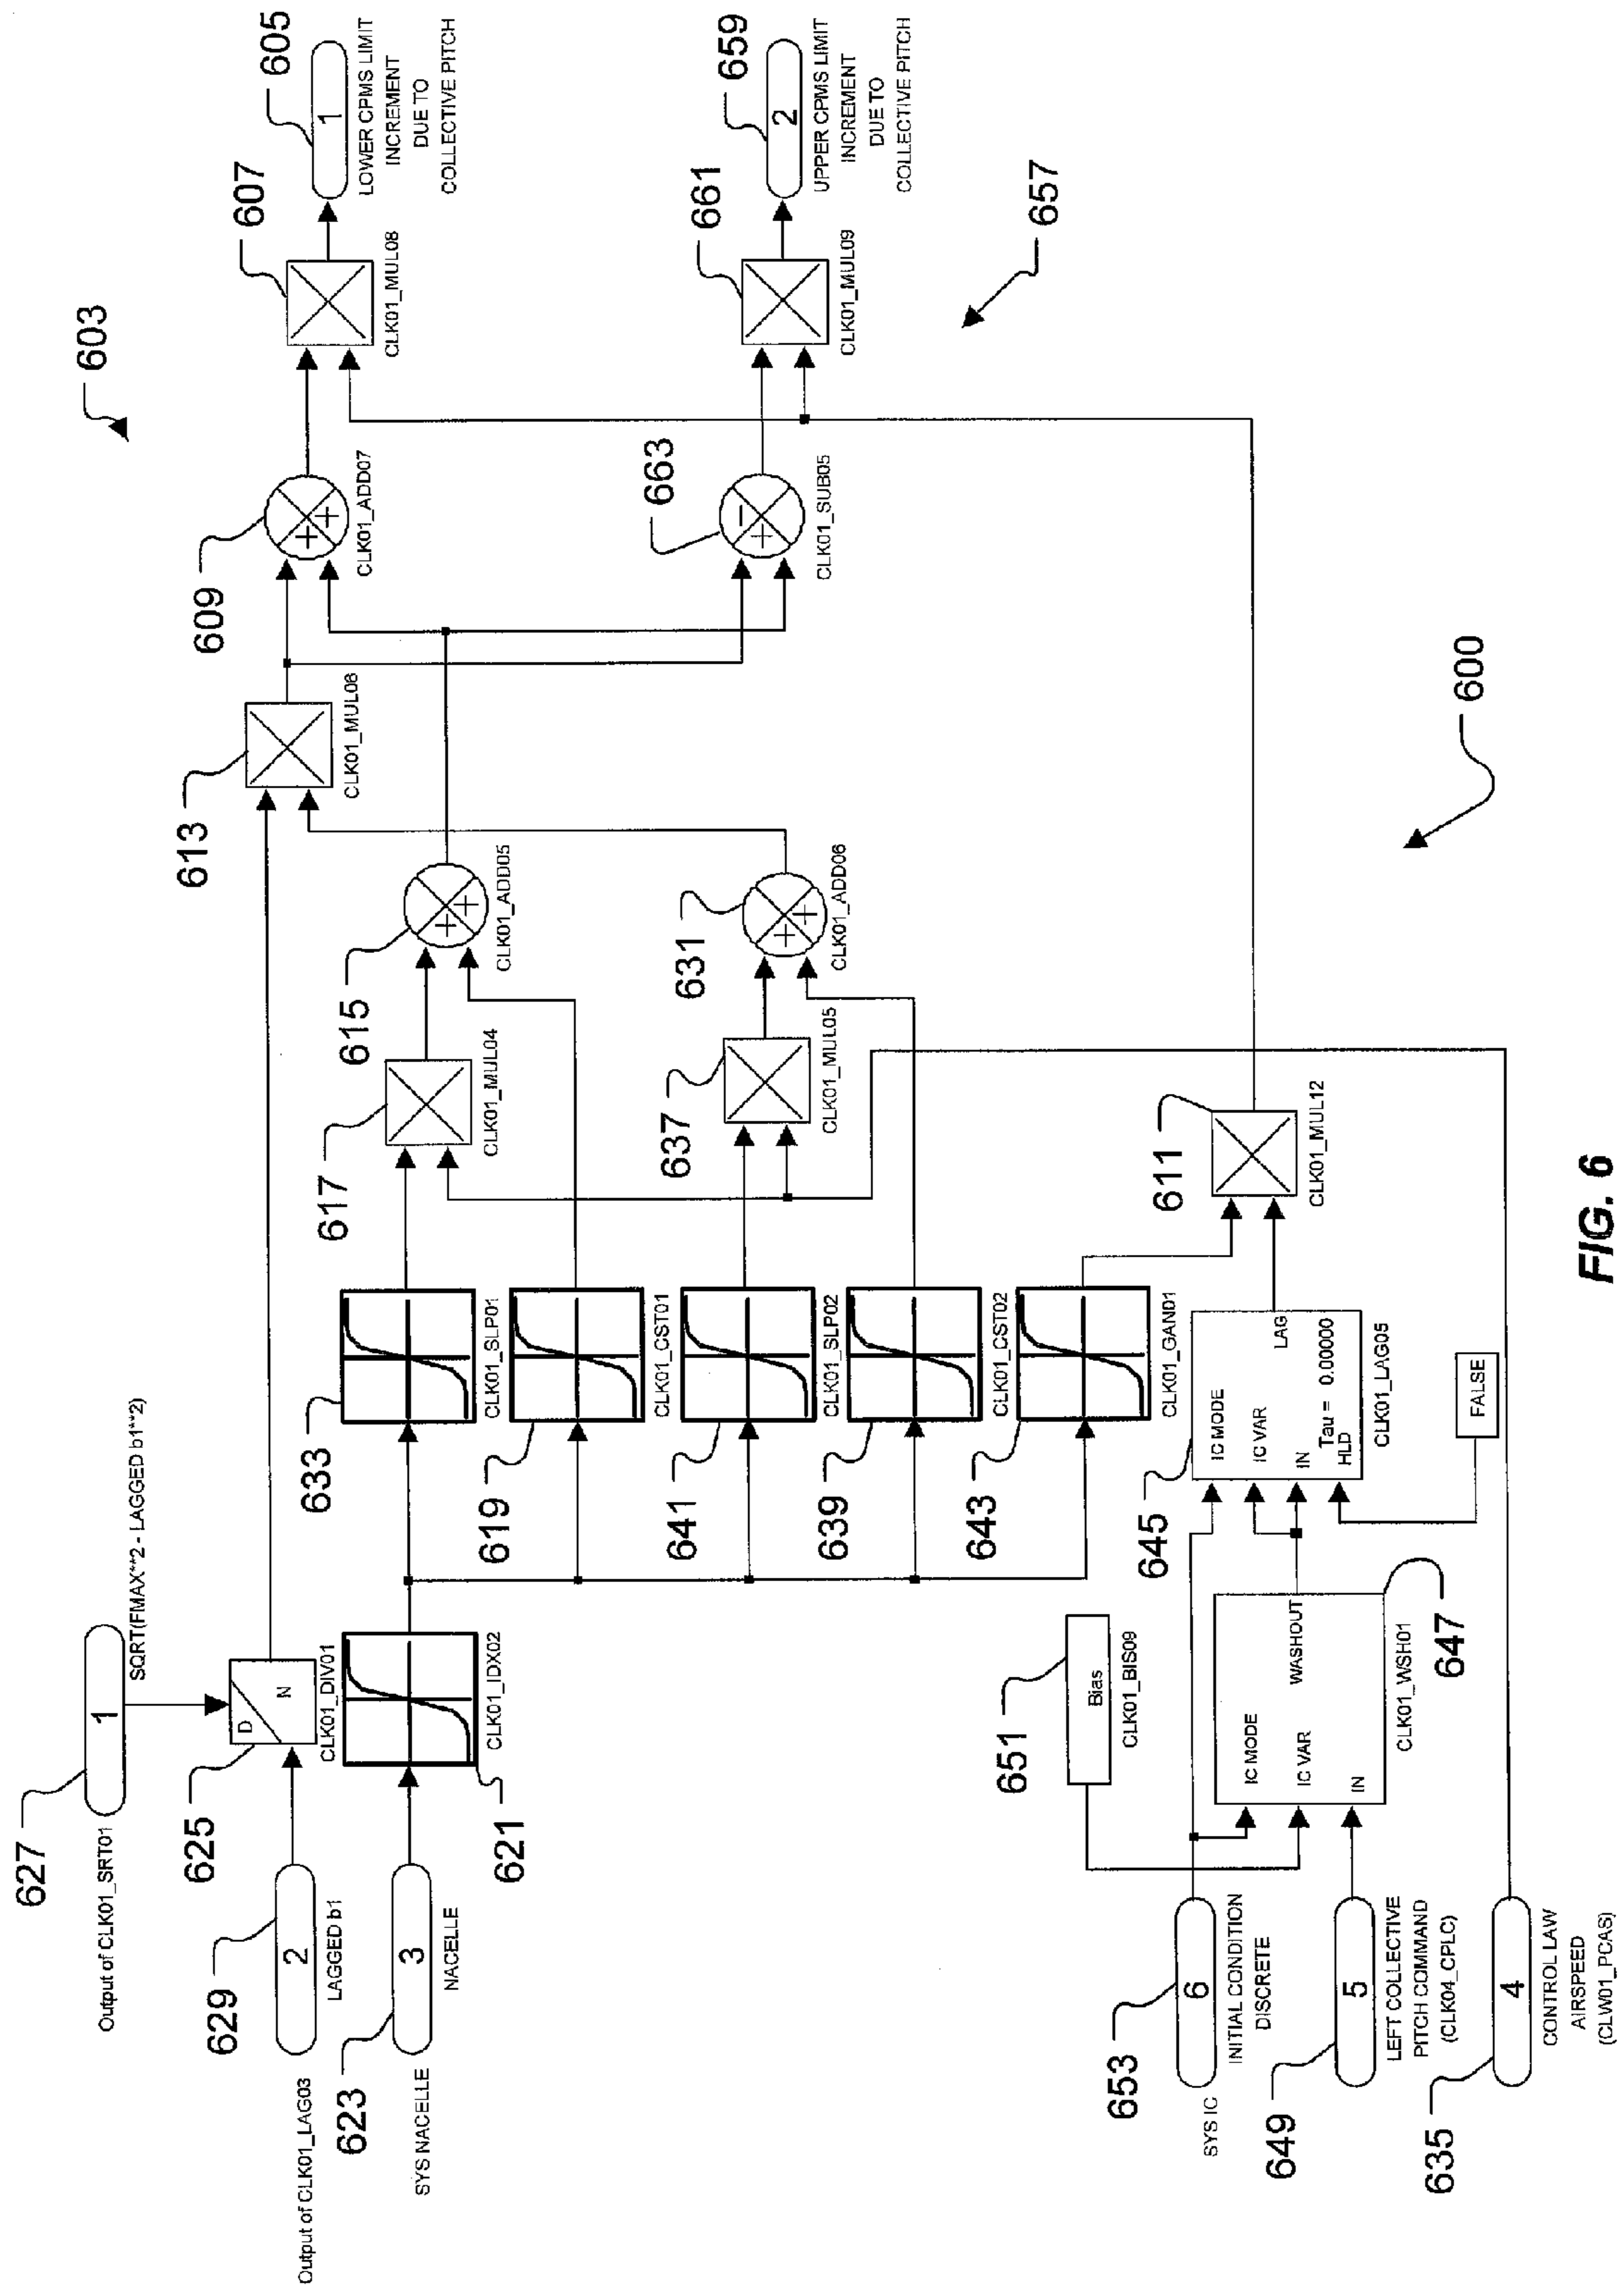 603
605
1
LOWER CPMS LIMIT
INCREMENT
DUE TO
COLLECTIVE PITCH
607
CLK01_MUL08
609
+
+
CLK01_ADD07
613
CLK01_MUL06
659
2
UPPER CPMS LIMIT
INCREMENT
DUE TO
COLLECTIVE PITCH
661
CLK01_MUL09
657
663
+
−
CLK01_SUB05
615
+
+
CLK01_ADD05
617
CLK01_MUL04
631
+
+
CLK01_ADD06
637
CLK01_MUL05
611
CLK01_MUL12
600
633
CLK01_SLP01
619
CLK01_CST01
641
CLK01_SLP02
639
CLK01_CST02
643
CLK01_GAN01
627
Output of CLK01_SRT01
1
SQRT(FMAX**2 - LAGGED b1**2)
625
D
N
CLK01_DIV01
629
Output of CLK01_LAG03
2
LAGGED b1
623
SYS NACELLE
3
NACELLE
621
CLK01_IDX02
645
IC MODE
IC VAR
IN
Tau = 0.00000
HLD
LAG
CLK01_LAG05
FALSE
651
Bias
CLK01_BIS09
647
IC MODE
IC VAR
IN
WASHOUT
CLK01_WSH01
653
SYS IC
6
INITIAL CONDITION
DISCRETE
649
5
LEFT COLLECTIVE
PITCH COMMAND
(CLK04_CPLC)
635
4
CONTROL LAW
AIRSPEED
(CLW01_PCAS)
FIG. 6